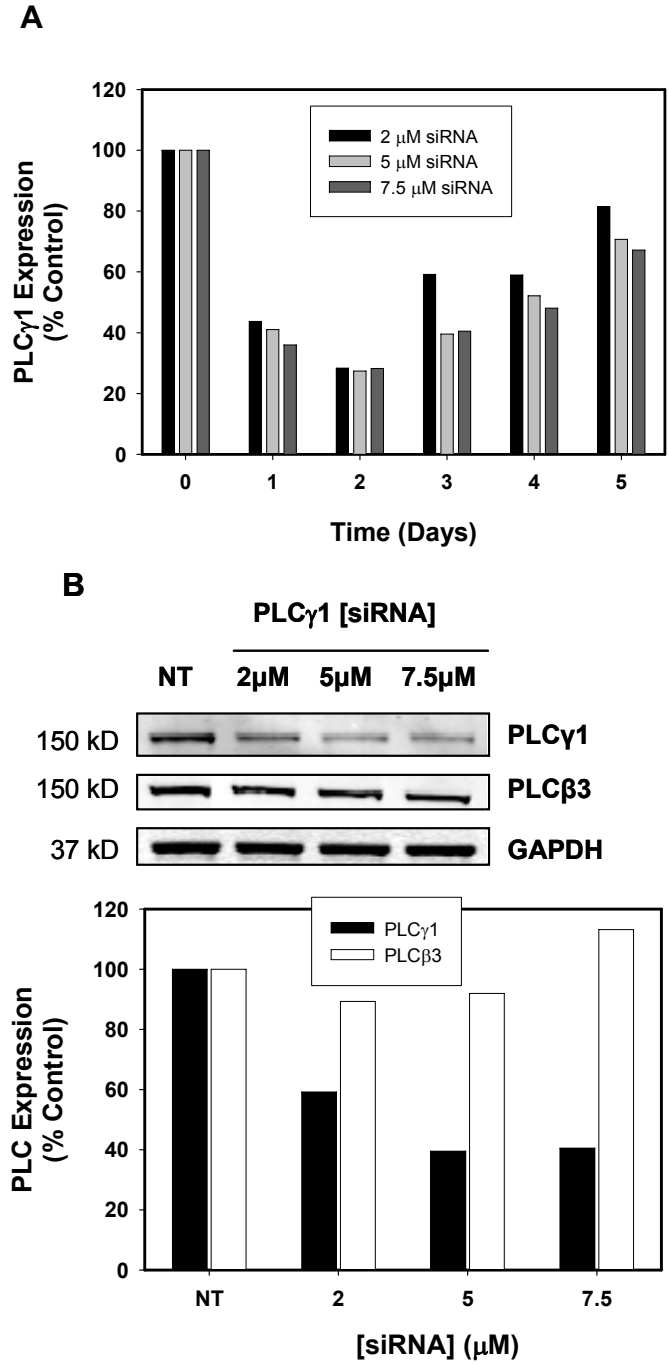 A
PLCγ1 Expression
(% Control)
120
100
80
60
40
20
0
2 μM siRNA
5 μM siRNA
7.5 μM siRNA
0 1 2 3 4 5
Time (Days)
B
PLCγ1 [siRNA]
NT 2μM 5μM 7.5μM
150 kD PLCγ1
150 kD PLCβ3
37 kD GAPDH
PLC Expression
(% Control)
120
100
80
60
40
20
0
PLCγ1
PLCβ3
NT 2 5 7.5
[siRNA] (μM)